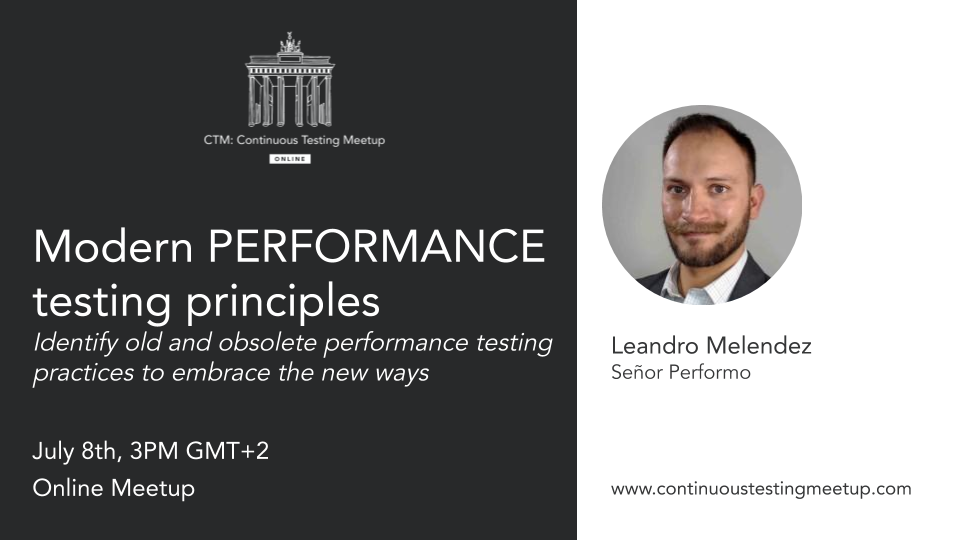 CTM: Continuous Testing Meetup
ONLINE
Modern PERFORMANCE
testing principles
Identify old and obsolete performance testing
practices to embrace the new ways
July 8th, 3PM GMT+2
Online Meetup
Leandro Melendez
Señor Performo
www.continuoustestingmeetup.com